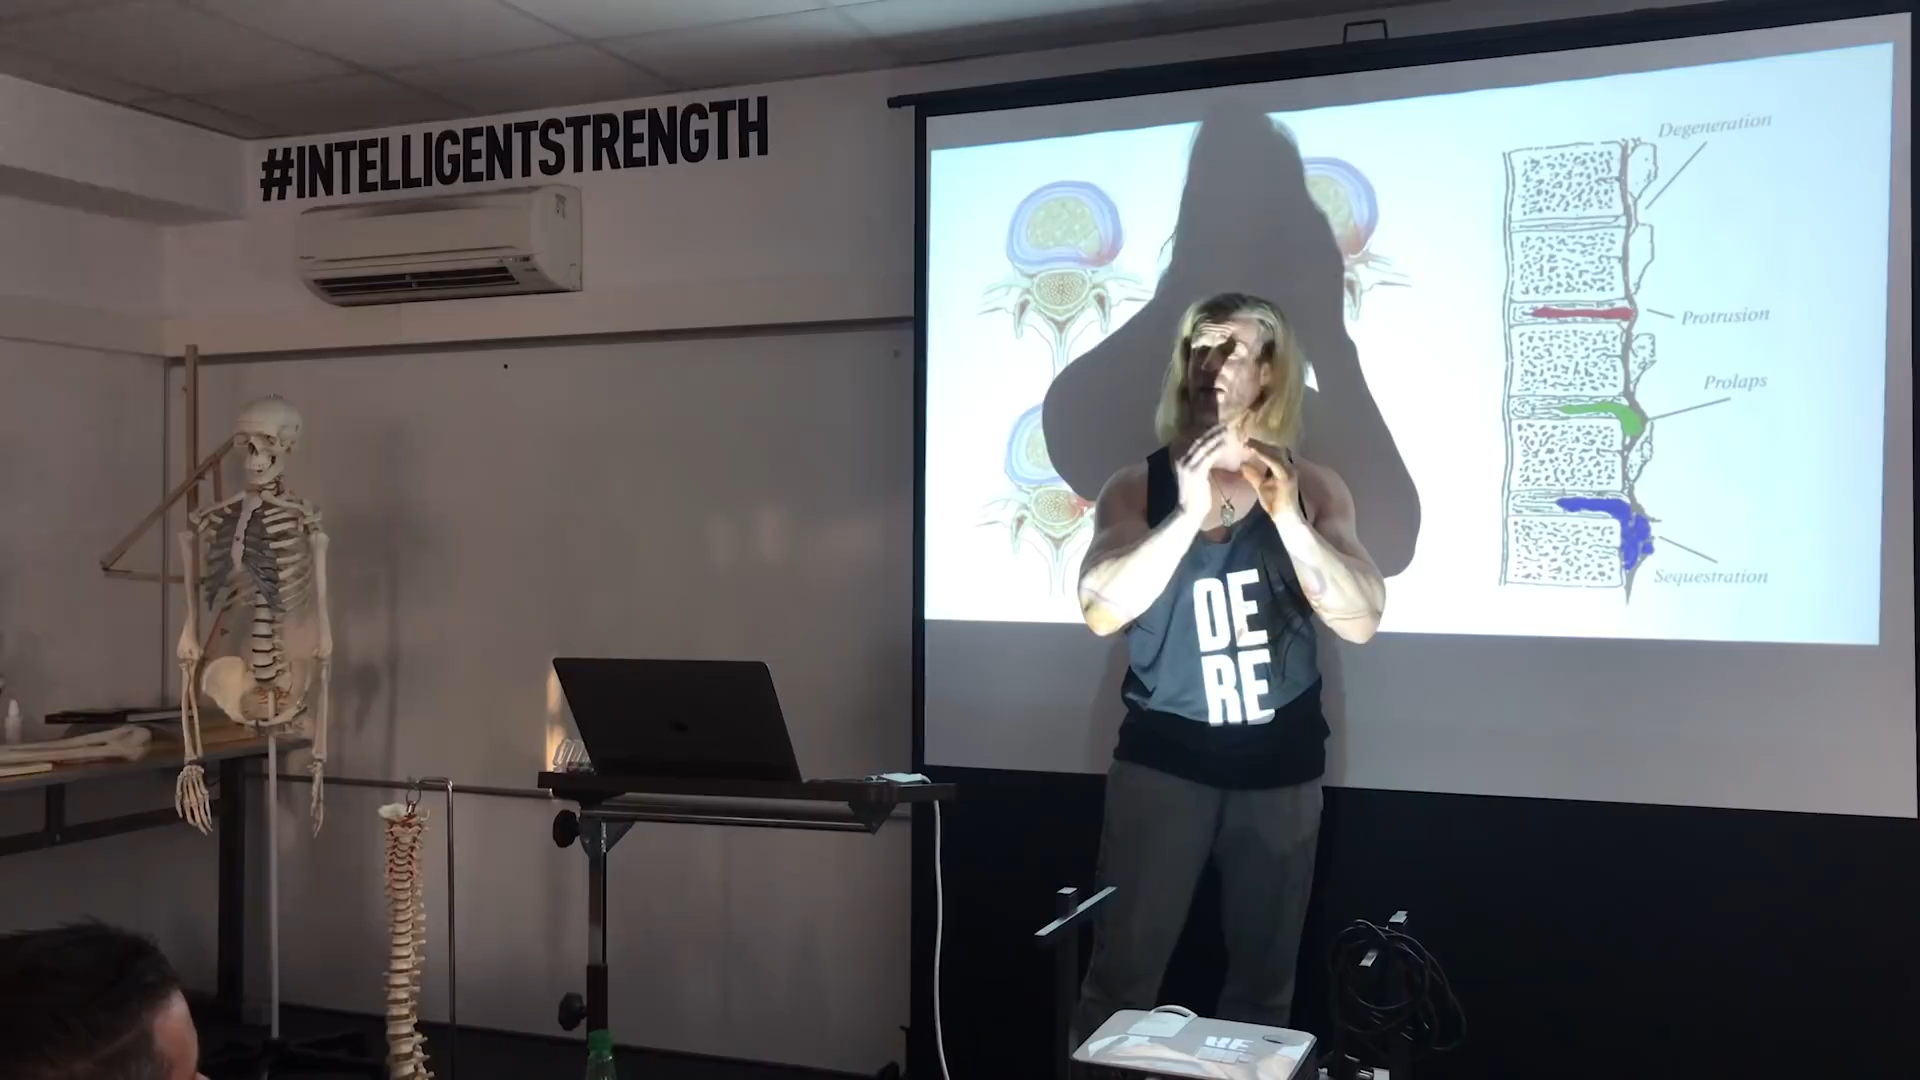 #INTELLIGENTSTRENGTH
Degeneration
Protrusion
Prolaps
Sequestration
DE
RE